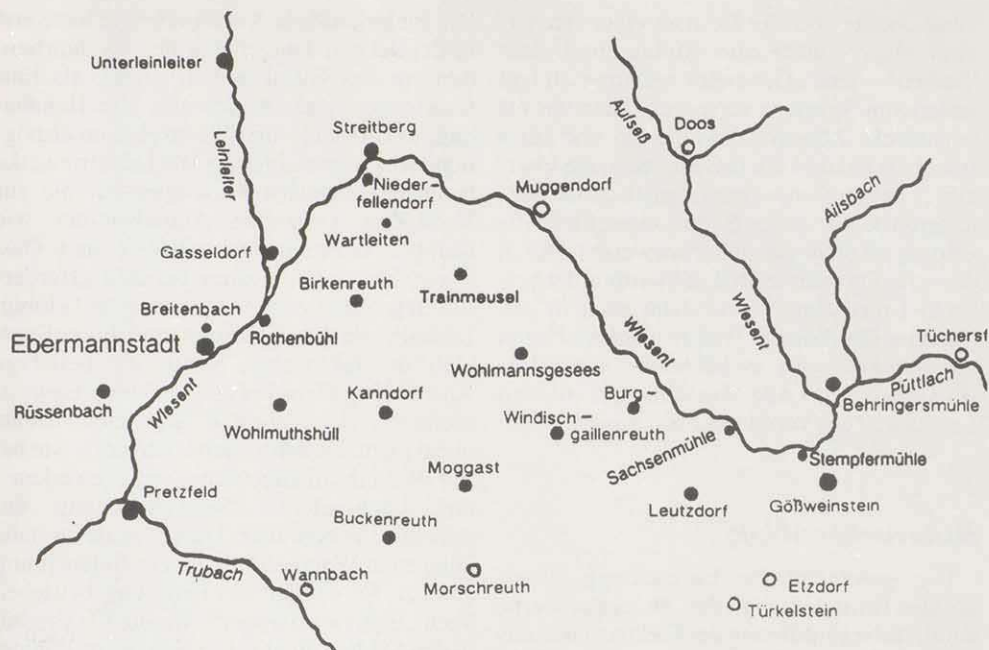 Unterleinleiter
Leinleiter
Streitberg
Nieder-
fellendorf
Wartleiten
Muggendorf
Aufseß
Doos
Ailsbach
Gasseldorf
Birkenreuth
Trainmeusel
Breitenbach
Ebermannstadt
Rothenbühl
Wiesent
Wiesent
Tüchersf
Püttlach
Behringersmühle
Wohlmannsgesees
Rüssenbach
Wiesent
Wohlmuthshüll
Kanndorf
Burg-
Windisch-
gaillenreuth
Sachsenmühle
Stempfermühle
Gößweinstein
Leutzdorf
Moggast
Pretzfeld
Buckenreuth
Trubach
Wannbach
Morschreuth
Etzdorf
Türkelstein